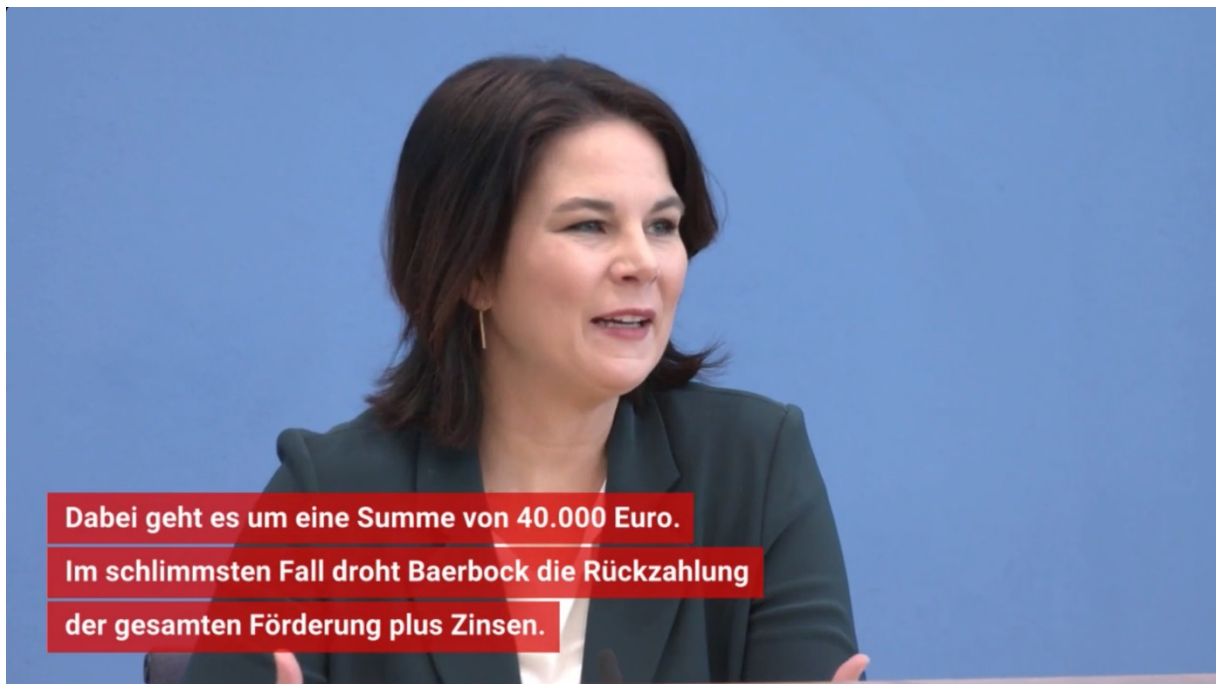 Dabei geht es um eine Summe von 40.000 Euro.
Im schlimmsten Fall droht Baerbock die Rückzahlung
der gesamten Förderung plus Zinsen.